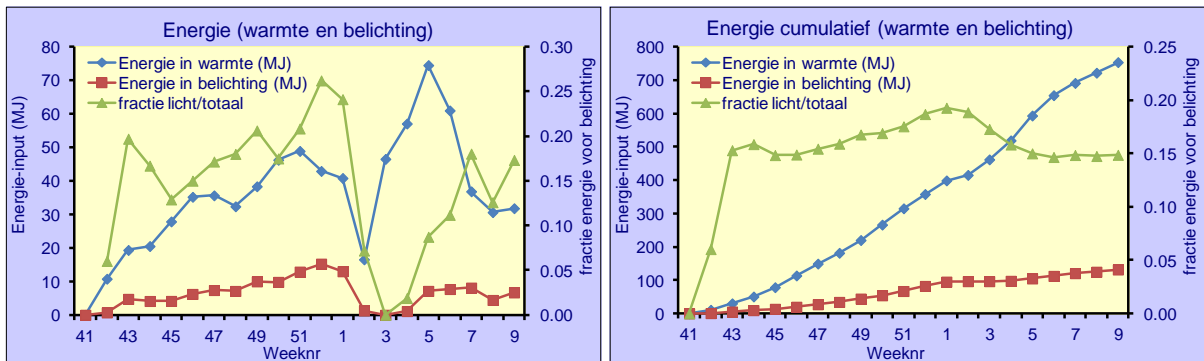 Energie (warmte en belichting)
Energie-input (MJ)
80
70
60
50
40
30
20
10
0
Energie in warmte (MJ)
Energie in belichting (MJ)
fractie licht/totaal
0.30
0.25
0.20
0.15
0.10
0.05
0.00
fractie energie voor belichting
41 43 45 47 49 51 1 3 5 7 9
Weeknr
Energie cumulatief (warmte en belichting)
Energie-input (MJ)
800
700
600
500
400
300
200
100
0
Energie in warmte (MJ)
Energie in belichting (MJ)
fractie licht/totaal
0.25
0.20
0.15
0.10
0.05
0.00
fractie energie voor belichting
41 43 45 47 49 51 1 3 5 7 9
Weeknr